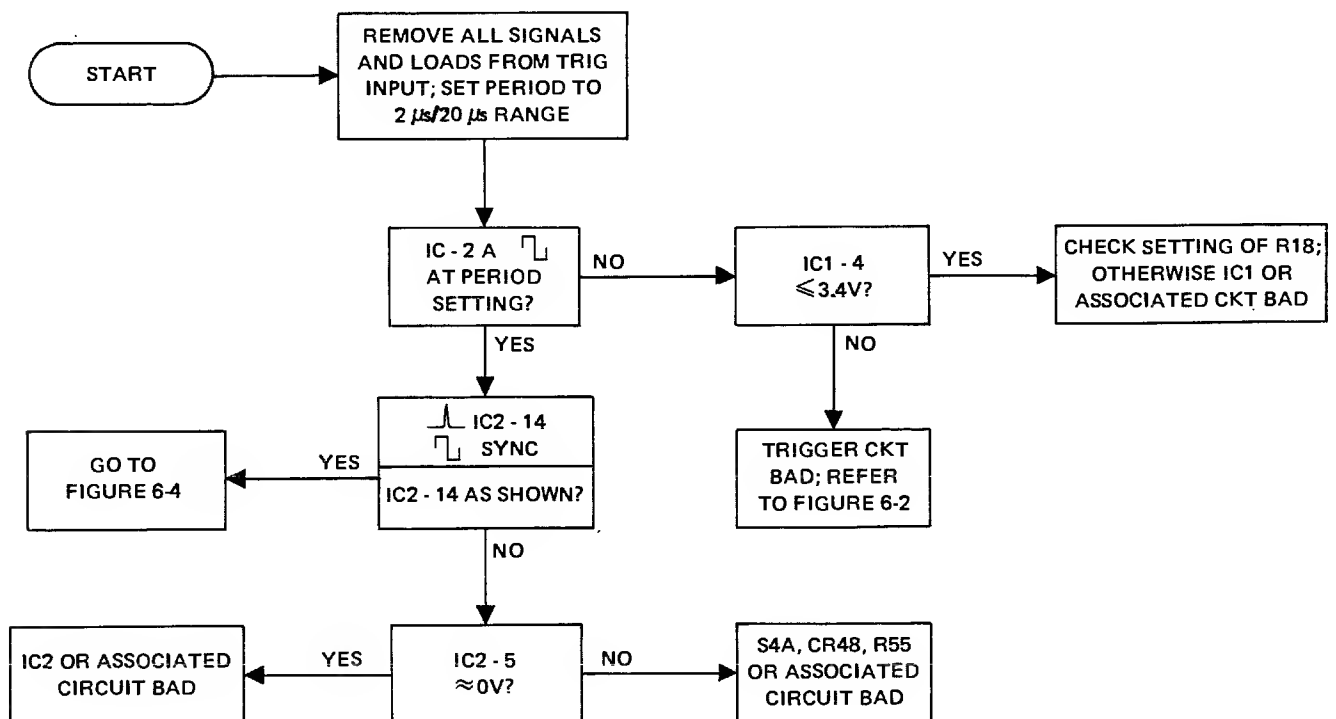 START
REMOVE ALL SIGNALS
AND LOADS FROM TRIG
INPUT; SET PERIOD TO
2 μs/20 μs RANGE
IC - 2 A
AT PERIOD
SETTING?
NO
IC1 - 4
≤3.4V?
YES
CHECK SETTING OF R18;
OTHERWISE IC1 OR
ASSOCIATED CKT BAD
YES
NO
IC2 - 14
SYNC
IC2 - 14 AS SHOWN?
YES
GO TO
FIGURE 6-4
TRIGGER CKT
BAD; REFER
TO FIGURE 6-2
NO
IC2 - 5
≈0V?
YES
IC2 OR ASSOCIATED
CIRCUIT BAD
NO
S4A, CR48, R55
OR ASSOCIATED
CIRCUIT BAD